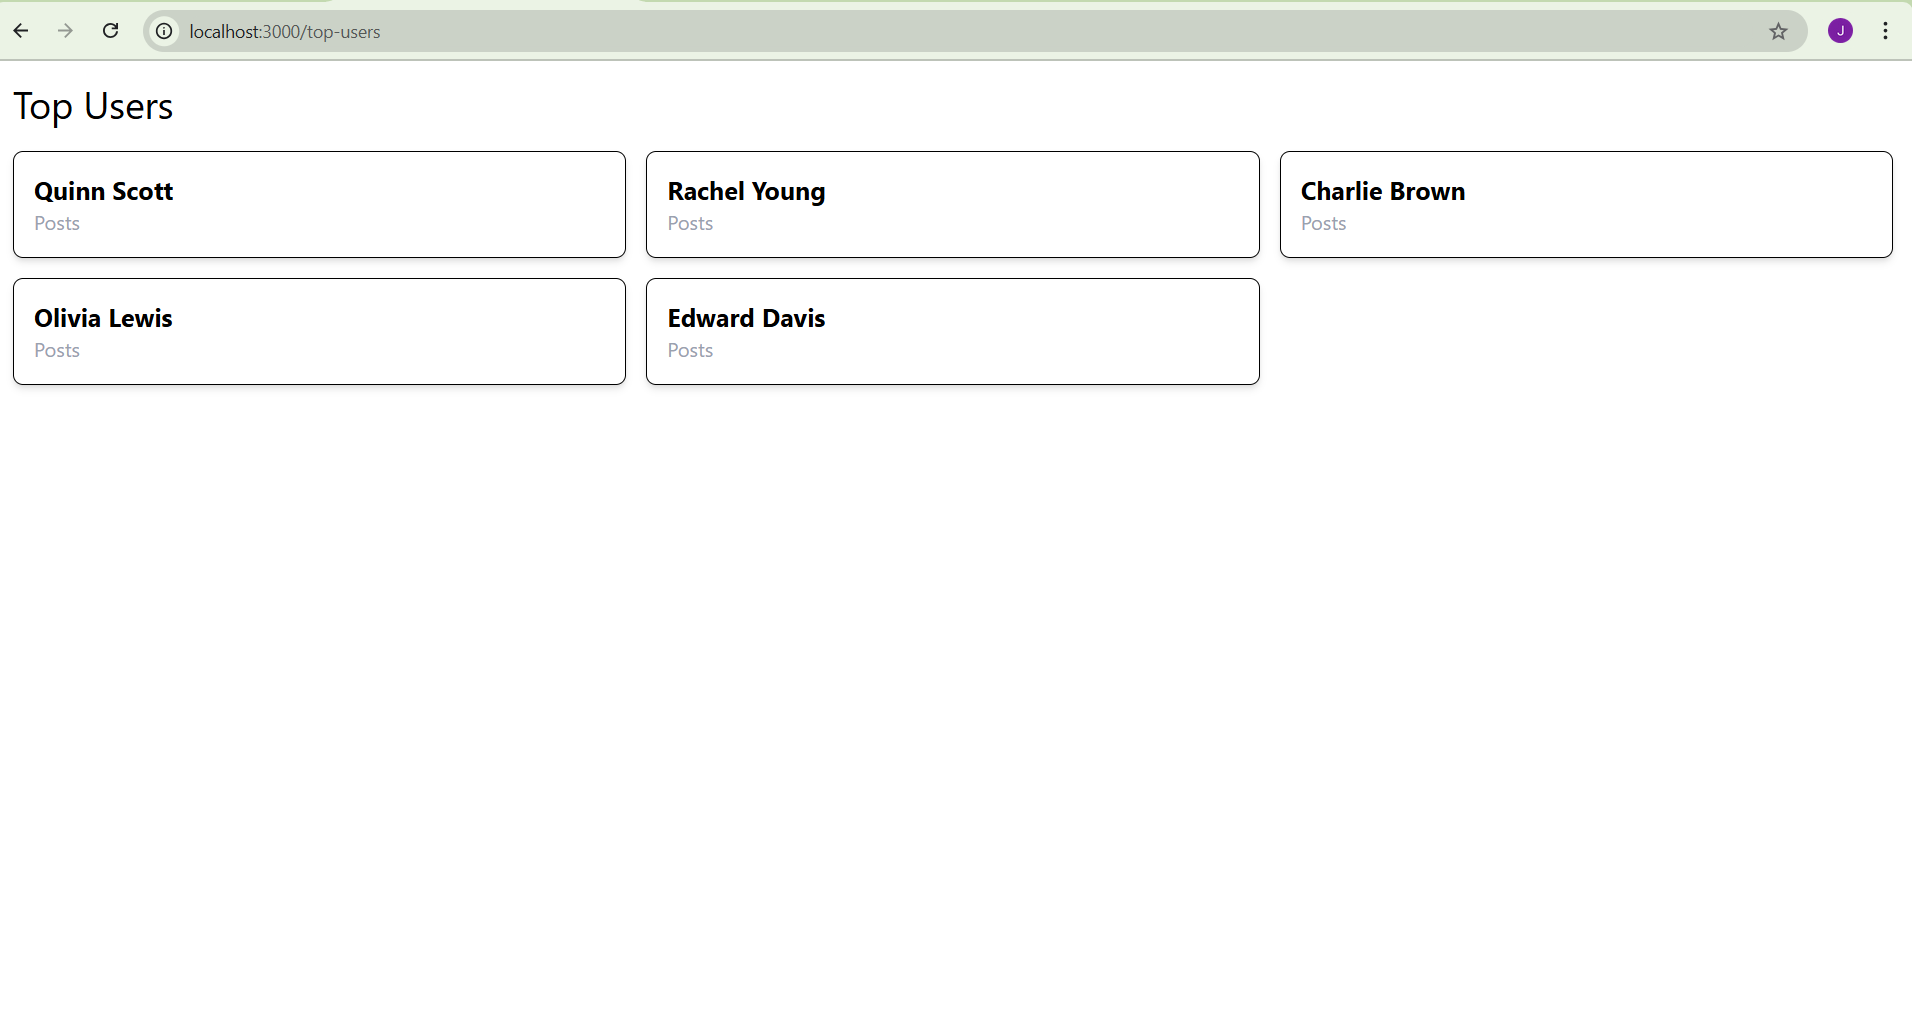 localhost:3000/top-users
J
Top Users
Quinn Scott
Posts
Rachel Young
Posts
Charlie Brown
Posts
Olivia Lewis
Posts
Edward Davis
Posts